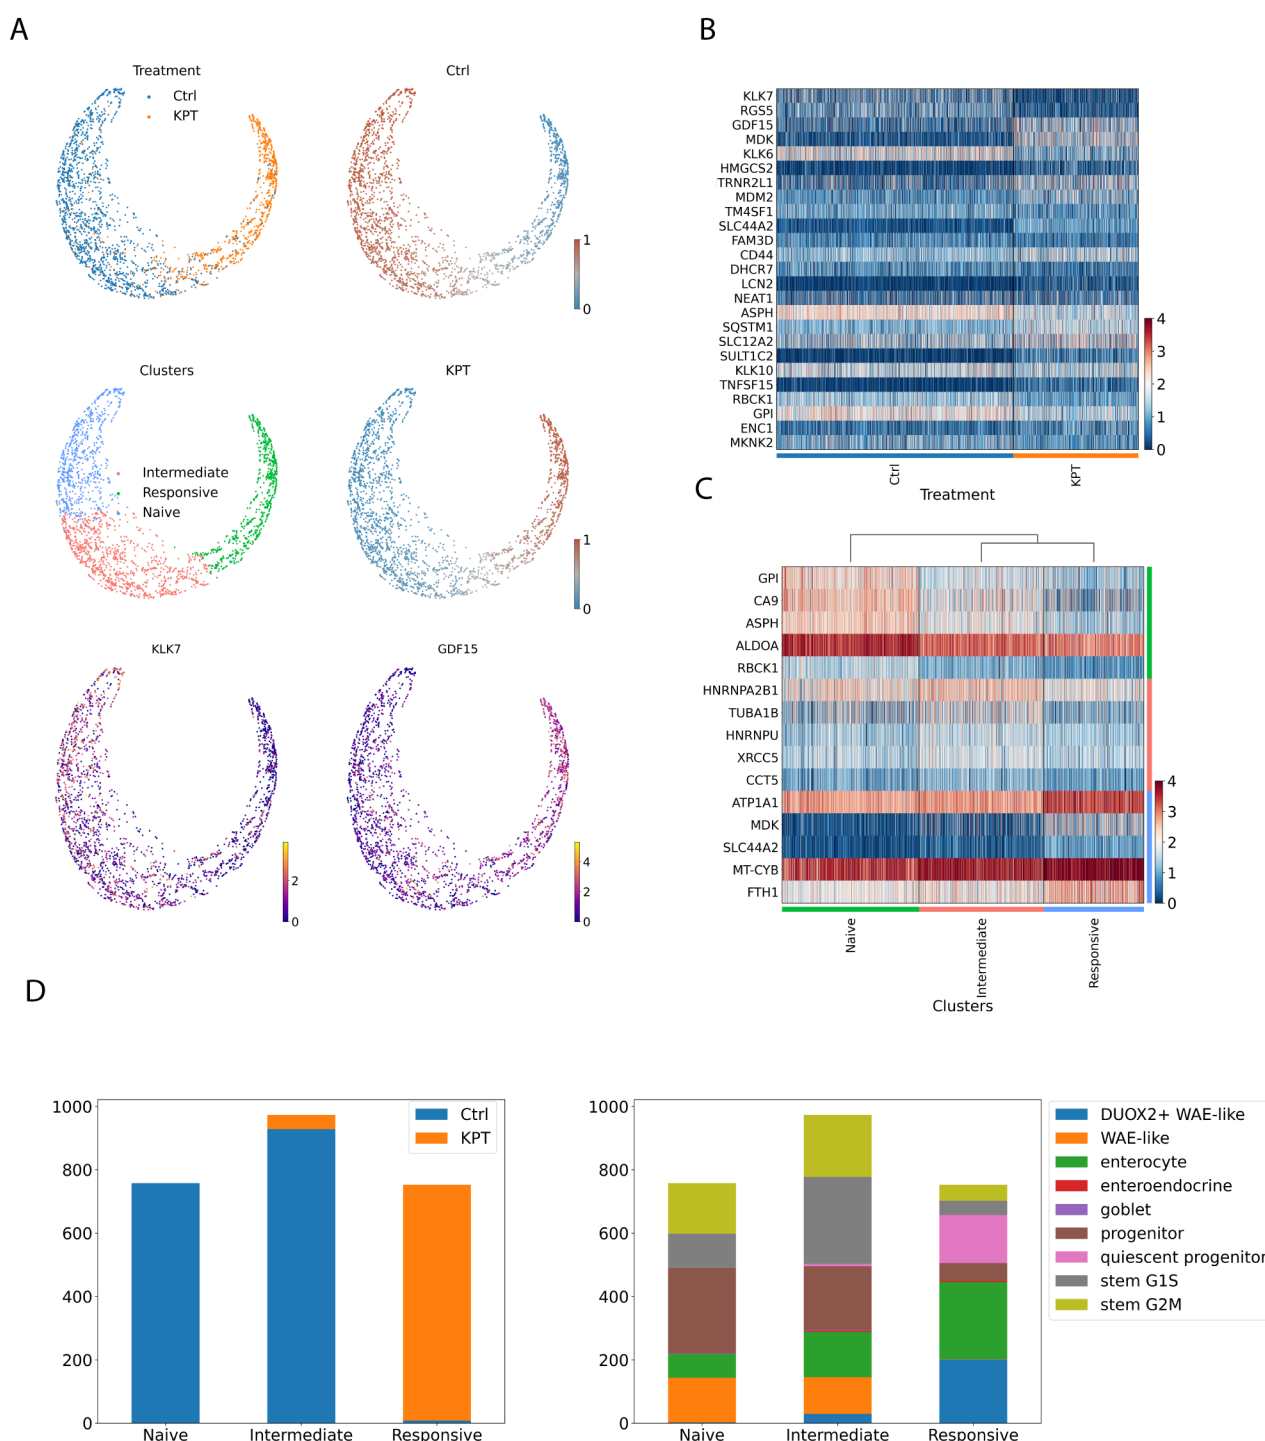 A
Treatment
Ctrl
KPT
Ctrl
1
0
Clusters
Intermediate
Responsive
Naive
KPT
1
0
KLK7
2
0
GDF15
4
2
0
B
KLK7
RGS5
GDF15
MDK
KLK6
HMGCS2
TRNR2L1
MDM2
TM4SF1
SLC44A2
FAM3D
CD44
DHCR7
LCN2
NEAT1
ASPH
SQSTM1
SLC12A2
SULT1C2
KLK10
TNFSF15
RBCK1
GPI
ENC1
MKNK2
4
3
2
1
0
Ctrl
KPT
Treatment
C
GPI
CA9
ASPH
ALDOA
RBCK1
HNRNPA2B1
TUBA1B
HNRNPU
XRCC5
CCT5
ATP1A1
MDK
SLC44A2
MT-CYB
FTH1
4
3
2
1
0
Naive
Intermediate
Responsive
Clusters
D
1000
800
600
400
200
0
Ctrl
KPT
Naive
Intermediate
Responsive
1000
800
600
400
200
0
Naive
Intermediate
Responsive
DUOX2+ WAE-like
WAE-like
enterocyte
enteroendocrine
goblet
progenitor
quiescent progenitor
stem G1S
stem G2M